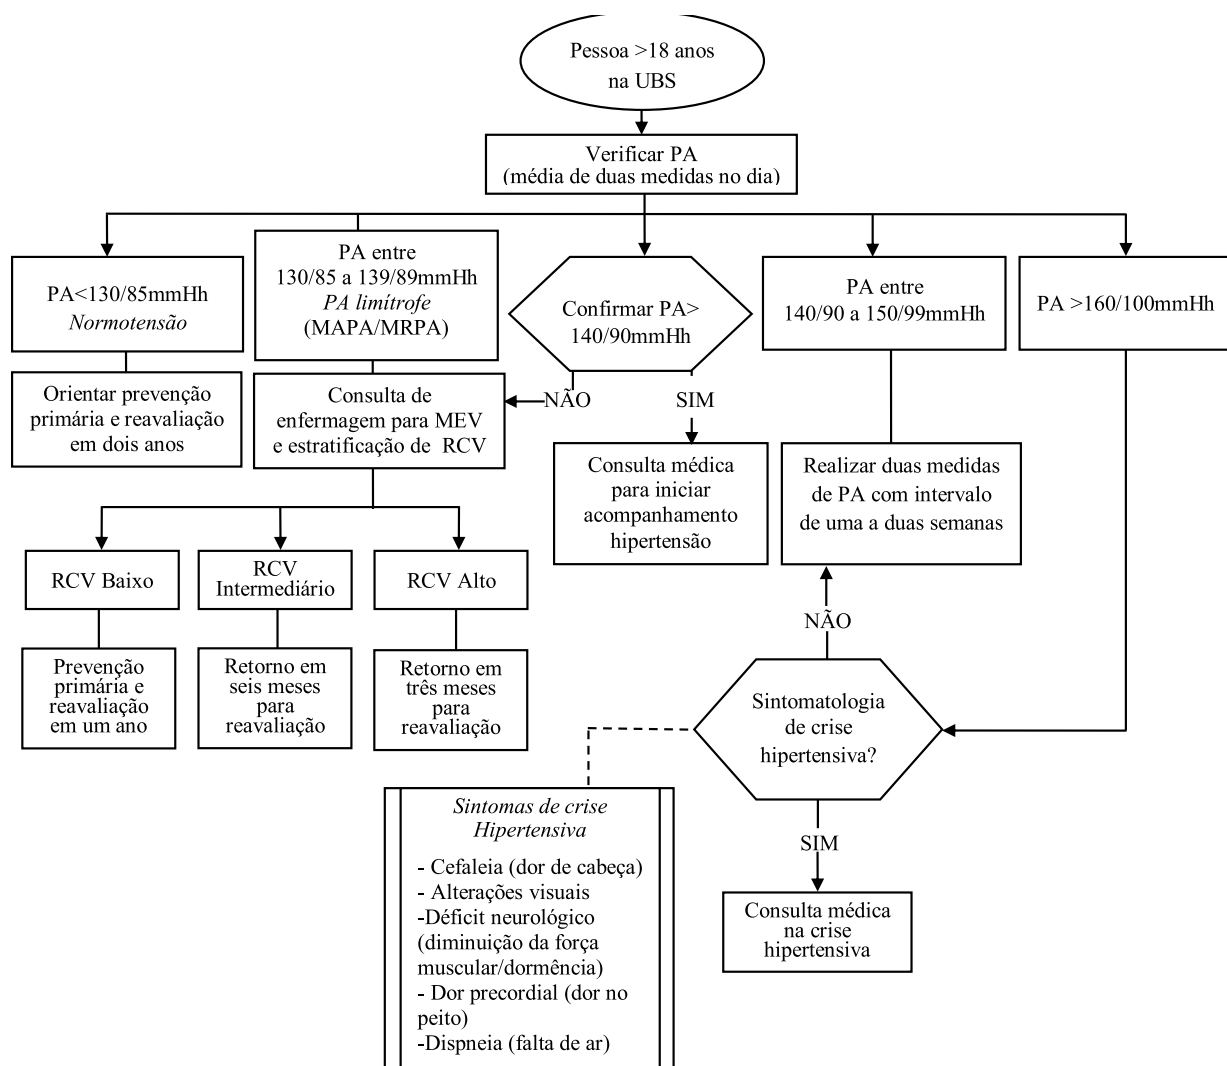 Pessoa >18 anos
na UBS
Verificar PA
(média de duas medidas no dia)
PA<130/85mmHh
Normotensão
PA entre
130/85 a 139/89mmHh
PA limítrofe
(MAPA/MRPA)
Confirmar PA>
140/90mmHh
PA entre
140/90 a 150/99mmHh
PA >160/100mmHh
Orientar prevenção
primária e reavaliação
em dois anos
Consulta de
enfermagem para MEV
e estratificação de RCV
NÃO
SIM
Consulta médica
para iniciar
acompanhamento
hipertensão
Realizar duas medidas
de PA com intervalo
de uma a duas semanas
RCV Baixo
RCV
Intermediário
RCV Alto
NÃO
Prevenção
primária e
reavaliação
em um ano
Retorno em
seis meses
para
reavaliação
Retorno em
três meses
para
reavaliação
Sintomatologia
de crise
hipertensiva?
Sintomas de crise
Hipertensiva
- Cefaleia (dor de cabeça)
- Alterações visuais
-Déficit neurológico
(diminuição da força
muscular/dormência)
- Dor precordial (dor no
peito)
-Dispneia (falta de ar)
SIM
Consulta médica
na crise
hipertensiva